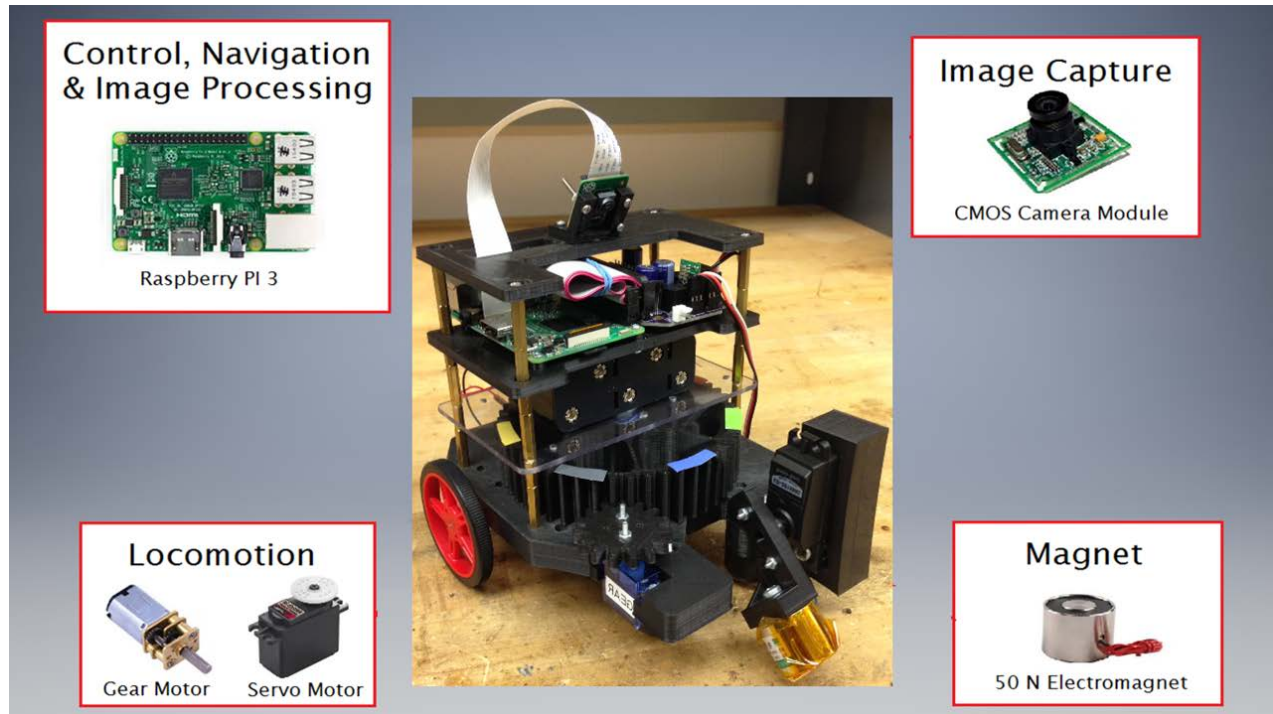 Control, Navigation
& Image Processing
Raspberry PI 3
Image Capture
CMOS Camera Module
Locomotion
Gear Motor
Servo Motor
Magnet
50 N Electromagnet
GEAR